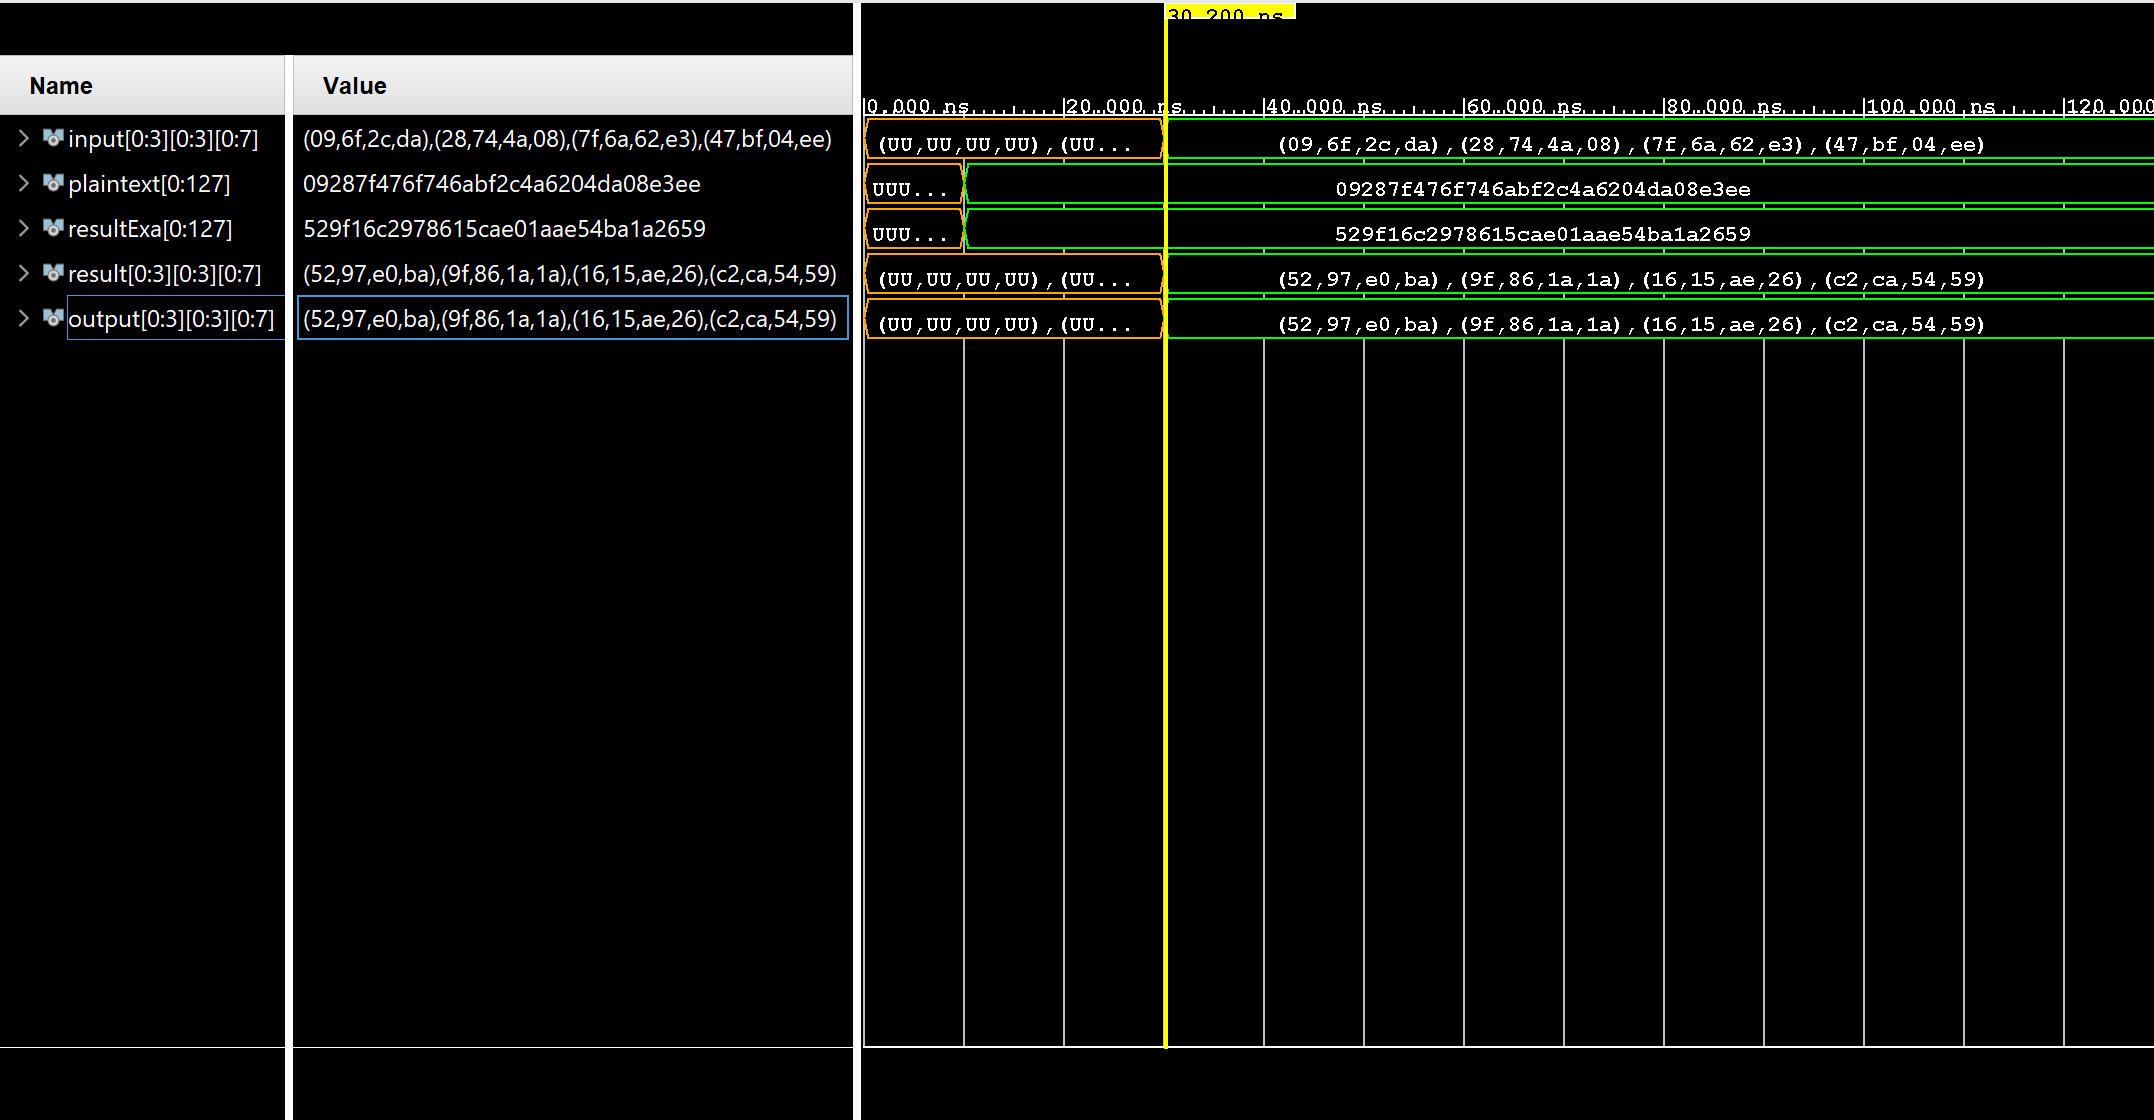 30.200 ns
Name Value
0.000 ns 20.000 ns 40.000 ns 60.000 ns 80.000 ns 100.000 ns 120.000
input[0:3][0:3][0:7] (09,6f,2c,da),(28,74,4a,08),(7f,6a,62,e3),(47,bf,04,ee) (UU,UU,UU,UU),(UU... (09,6f,2c,da),(28,74,4a,08),(7f,6a,62,e3),(47,bf,04,ee)
plaintext[0:127] 09287f476f746abf2c4a6204da08e3ee UUU... 09287f476f746abf2c4a6204da08e3ee
resultExa[0:127] 529f16c2978615cae01aae54ba1a2659 UUU... 529f16c2978615cae01aae54ba1a2659
result[0:3][0:3][0:7] (52,97,e0,ba),(9f,86,1a,1a),(16,15,ae,26),(c2,ca,54,59) (UU,UU,UU,UU),(UU... (52,97,e0,ba),(9f,86,1a,1a),(16,15,ae,26),(c2,ca,54,59)
output[0:3][0:3][0:7] (52,97,e0,ba),(9f,86,1a,1a),(16,15,ae,26),(c2,ca,54,59) (UU,UU,UU,UU),(UU... (52,97,e0,ba),(9f,86,1a,1a),(16,15,ae,26),(c2,ca,54,59)